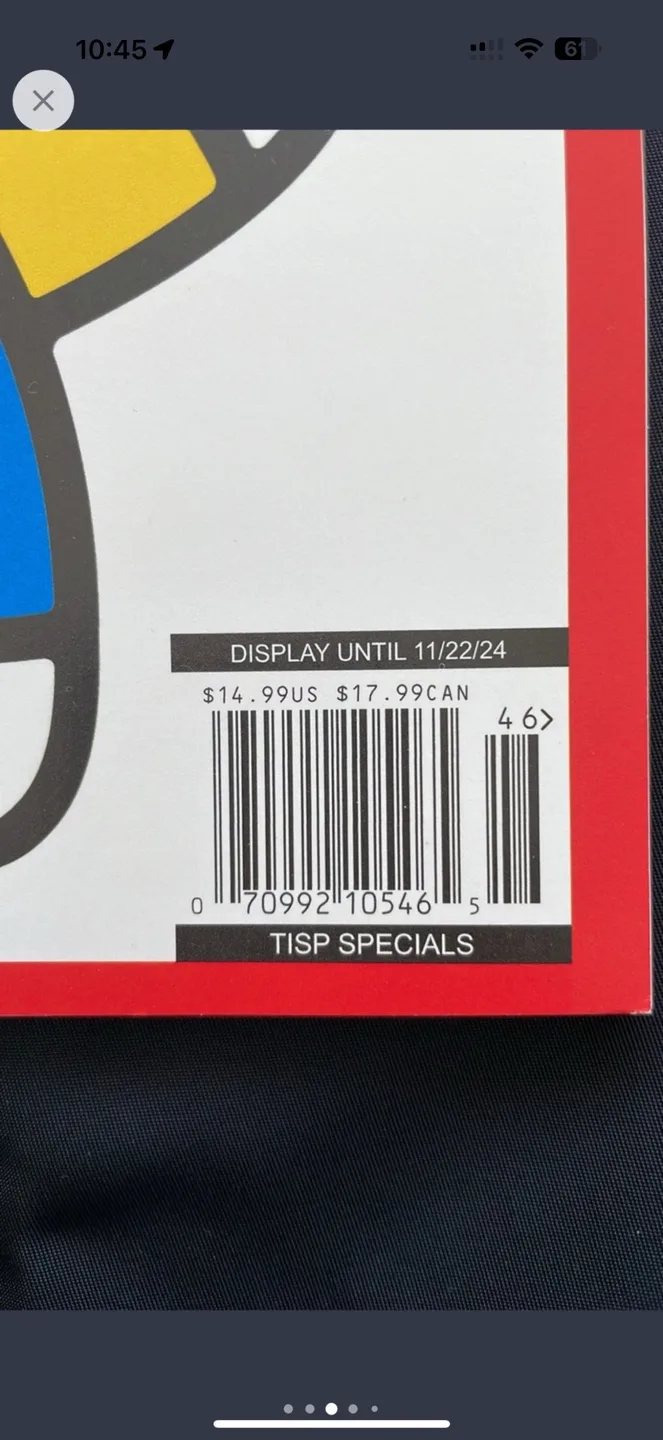 10:45
61
DISPLAY UNTIL 11/22/24
$14.99US $17.99CAN
46>
0 70992 10546 5
TISP SPECIALS